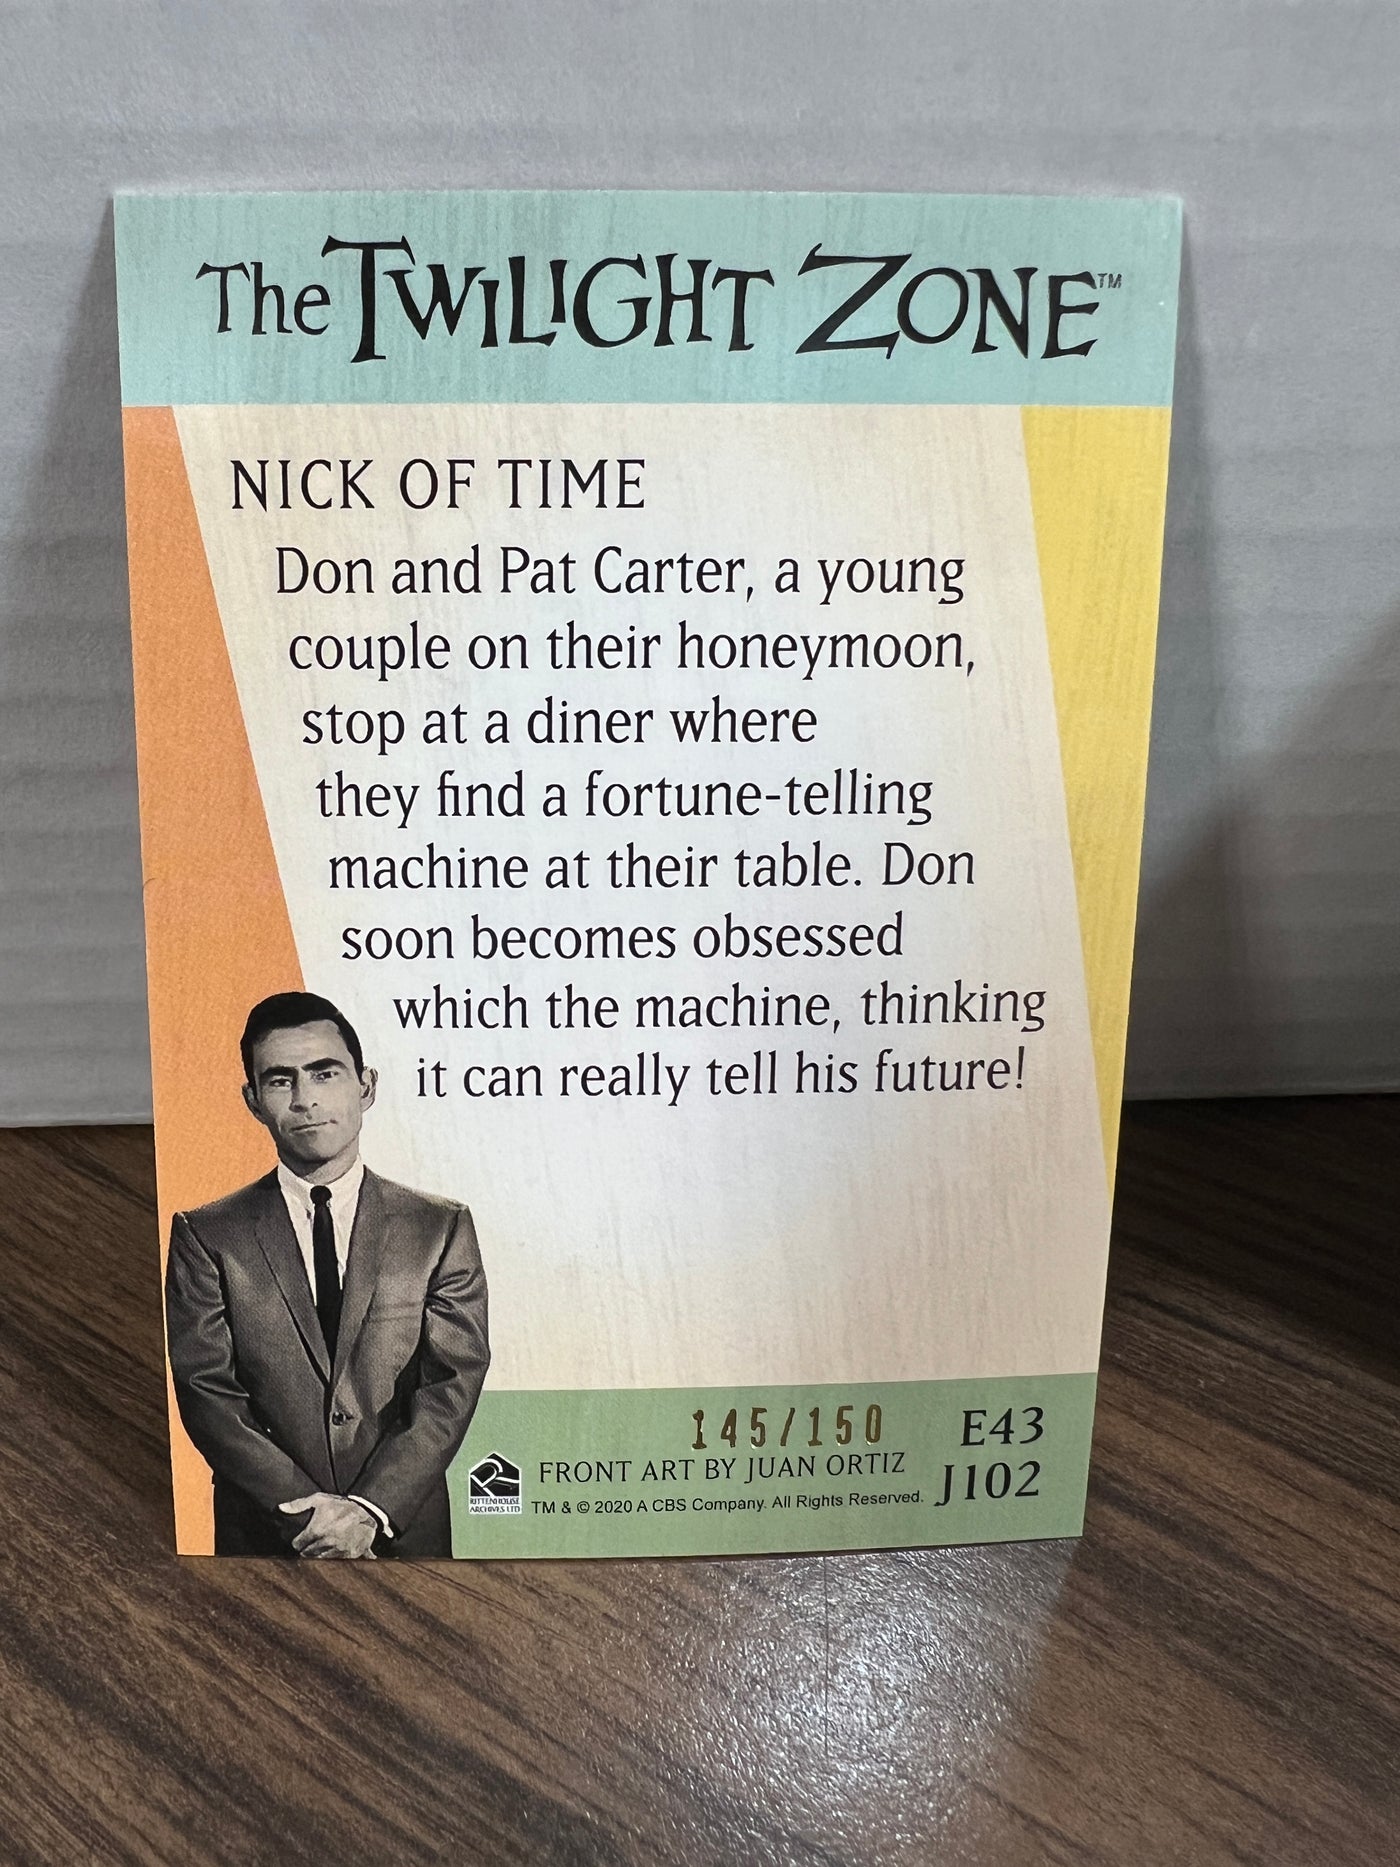 The Twilight Zone™
NICK OF TIME
Don and Pat Carter, a young
couple on their honeymoon,
stop at a diner where
they find a fortune-telling
machine at their table. Don
soon becomes obsessed
which the machine, thinking
it can really tell his future!
145/150
E43
FRONT ART BY JUAN ORTIZ
J102
RITTENHOUSE
ARCHIVES LTD
TM & © 2020 A CBS Company. All Rights Reserved.